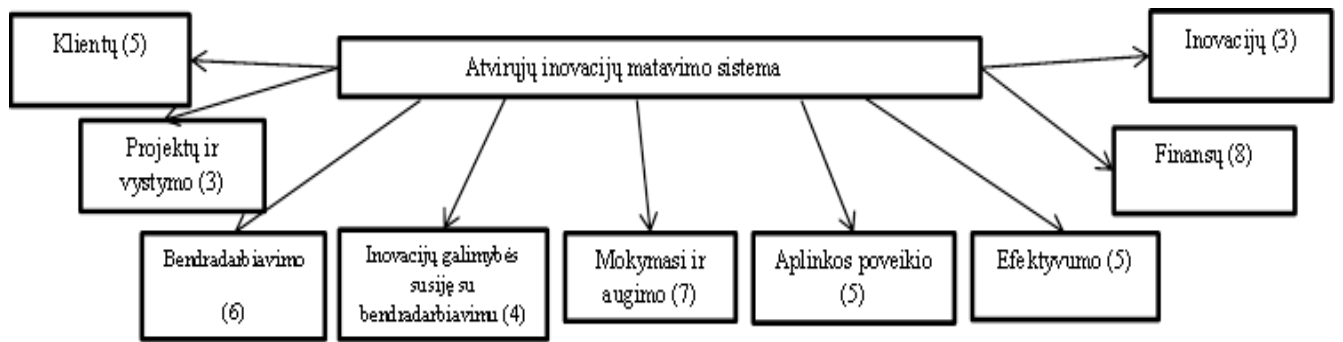 Klientų (5)
Atvirųjų inovacijų matavimo sistema
Inovacijų (3)
Projektų ir
vystymo (3)
Finansų (8)
Bendradarbiavimo
(6)
Inovacijų galimybės
susiję su
bendradarbiavimu (4)
Mokymasi ir
augimo (7)
Aplinkos poveikio
(5)
Efektyvumo (5)